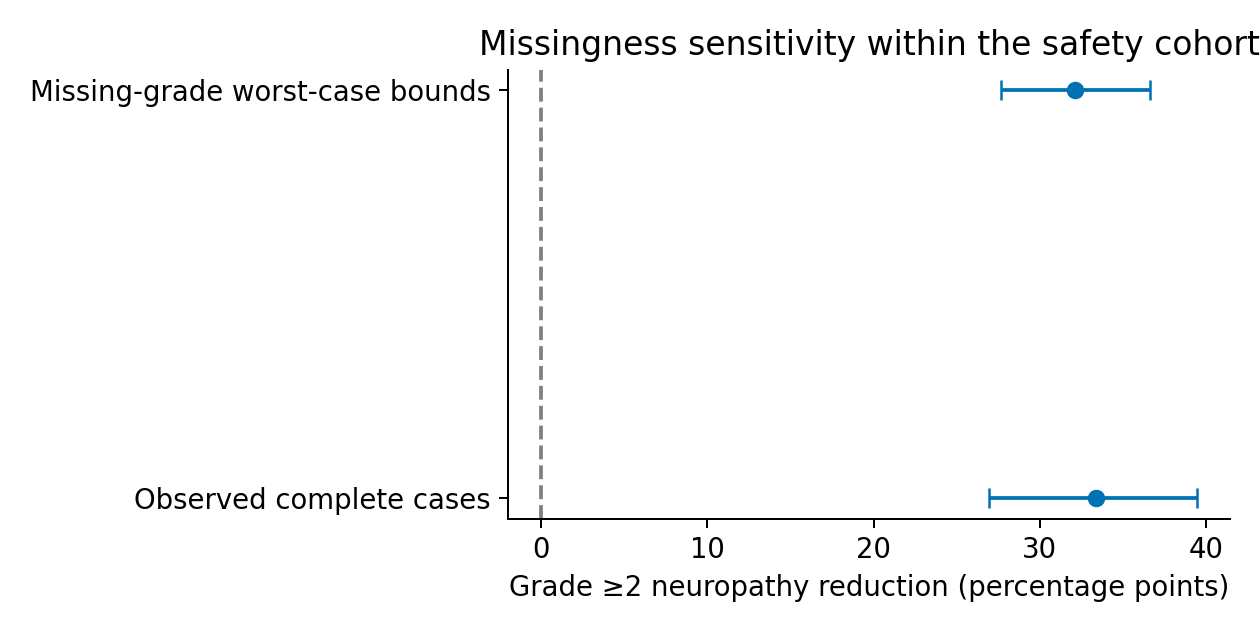 Missingness sensitivity within the safety cohort
Missing-grade worst-case bounds
Observed complete cases
0 10 20 30 40
Grade ≥2 neuropathy reduction (percentage points)